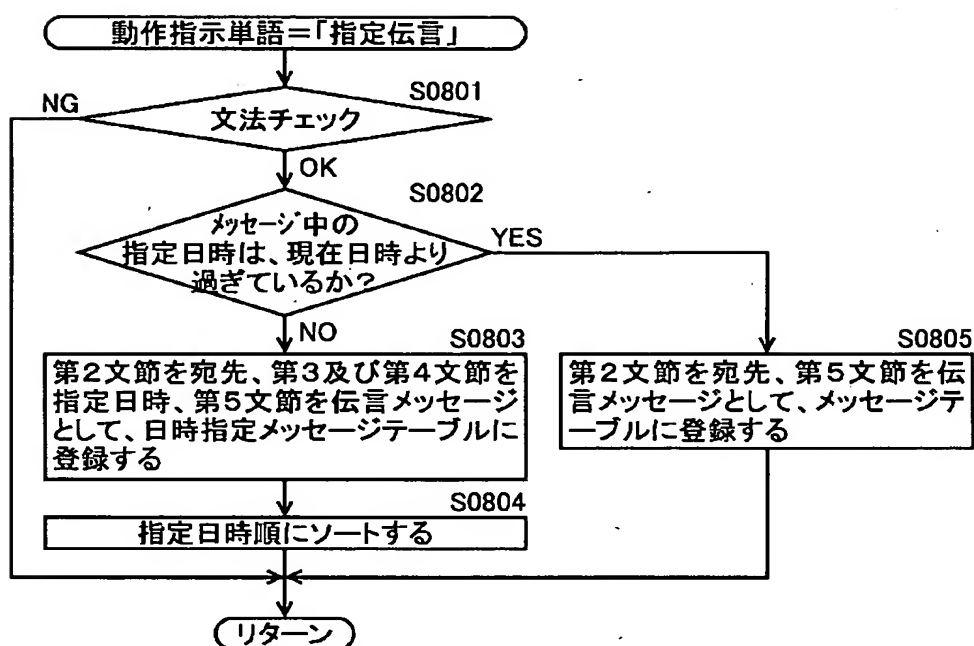 動作指示単語＝「指定伝言」
S0801
NG
文法チェック
OK
S0802
メッセージ中の
指定日時は、現在日時より
過ぎているか?
YES
NO
S0803
第2文節を宛先、第3及び第4文節を
指定日時、第5文節を伝言メッセージ
として、日時指定メッセージテーブルに
登録する
S0805
第2文節を宛先、第5文節を伝
言メッセージとして、メッセージテ
ーブルに登録する
S0804
指定日時順にソートする
リターン